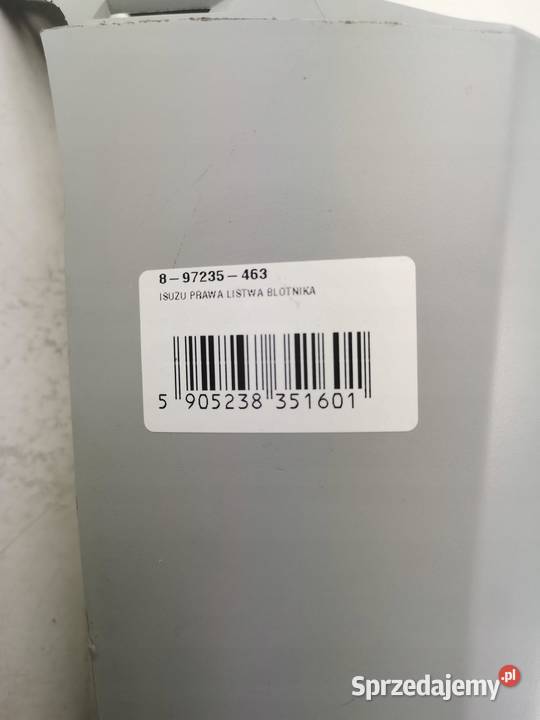 8-97235-463
ISUZU PRAWA LISTWA BLOTNIKA
5 905238 351601
Sprzedajemy.pl